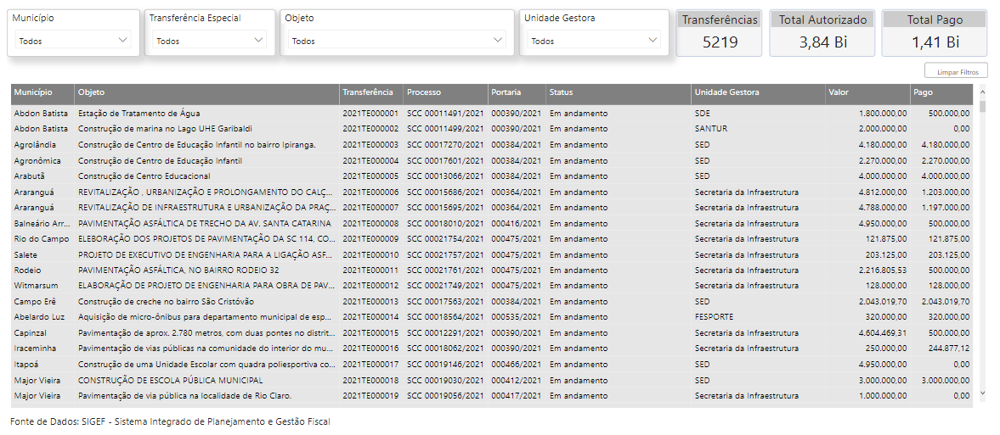 Município Transferência Especial Objeto Unidade Gestora Transferências Total Autorizado Total Pago
Todos Todos Todos Todos 5219 3,84 Bi 1,41 Bi
Limpar Filtros
Município Objeto Transferência Processo Portaria Status Unidade Gestora Valor Pago
Abdon Batista Estação de Tratamento de Água 2021TE000001 SCC 00011491/2021 000390/2021 Em andamento SDE 1.800.000,00 500.000,00
Abdon Batista Construção de marina no Lago UHE Garibaldi 2021TE000002 SCC 00011499/2021 000390/2021 Em andamento SANTUR 2.000.000,00 0,00
Agrolândia Construção de Centro de Educação Infantil no bairro Ipiranga. 2021TE000003 SCC 00017270/2021 000384/2021 Em andamento SED 4.180.000,00 4.180.000,00
Agronômica Construção de Centro de Educação Infantil 2021TE000004 SCC 00017601/2021 000384/2021 Em andamento SED 2.270.000,00 2.270.000,00
Arabutã Construção de Centro Educacional 2021TE000005 SCC 00013066/2021 000384/2021 Em andamento SED 4.000.000,00 4.000.000,00
Araranguá REVITALIZAÇÃO , URBANIZAÇÃO E PROLONGAMENTO DO CALÇ... 2021TE000006 SCC 00015686/2021 000364/2021 Em andamento Secretaria da Infraestrutura 4.812.000,00 1.203.000,00
Araranguá REVITALIZAÇÃO DE INFRAESTRUTURA E URBANIZAÇÃO DA PRAÇ... 2021TE000007 SCC 00015695/2021 000364/2021 Em andamento Secretaria da Infraestrutura 4.788.000,00 1.197.000,00
Balneário Arr... PAVIMENTAÇÃO ASFÁLTICA DE TRECHO DA AV. SANTA CATARINA 2021TE000008 SCC 00018010/2021 000416/2021 Em andamento Secretaria da Infraestrutura 4.950.000,00 500.000,00
Rio do Campo ELEBORAÇÃO DOS PROJETOS DE PAVIMENTAÇÃO DA SC 114, CO... 2021TE000009 SCC 00021754/2021 000475/2021 Em andamento Secretaria da Infraestrutura 121.875,00 121.875,00
Salete PROJETO DE EXECUTIVO DE ENGENHARIA PARA A LIGAÇÃO ASF... 2021TE000010 SCC 00021757/2021 000475/2021 Em andamento Secretaria da Infraestrutura 203.125,00 203.125,00
Rodeio PAVIMENTAÇÃO ASFÁLTICA, NO BAIRRO RODEIO 32 2021TE000011 SCC 00021761/2021 000475/2021 Em andamento Secretaria da Infraestrutura 2.216.805,53 500.000,00
Witmarsum ELABORAÇÃO DE PROJETO DE ENGENHARIA PARA OBRA DE PAV... 2021TE000012 SCC 00021749/2021 000475/2021 Em andamento Secretaria da Infraestrutura 128.000,00 128.000,00
Campo Erê Construção de creche no bairro São Cristóvão 2021TE000013 SCC 00017563/2021 000384/2021 Em andamento SED 2.043.019,70 2.043.019,70
Abelardo Luz Aquisição de micro-ônibus para departamento municipal de esp... 2021TE000014 SCC 00018564/2021 000535/2021 Em andamento FESPORTE 320.000,00 320.000,00
Capinzal Pavimentação de aprox. 2.780 metros, com duas pontes no distrit... 2021TE000015 SCC 00012291/2021 000390/2021 Em andamento Secretaria da Infraestrutura 4.604.469,31 500.000,00
Iraceminha Pavimentação de vias públicas na comunidade do interior do mu... 2021TE000016 SCC 00018062/2021 000390/2021 Em andamento Secretaria da Infraestrutura 250.000,00 244.877,12
Itapoá Construção de uma Unidade Escolar com quadra poliesportiva co... 2021TE000017 SCC 00019146/2021 000466/2021 Em andamento SED 4.950.000,00 0,00
Major Vieira CONSTRUÇÃO DE ESCOLA PÚBLICA MUNICIPAL 2021TE000018 SCC 00019030/2021 000412/2021 Em andamento SED 3.000.000,00 3.000.000,00
Major Vieira Pavimentação de via pública na localidade de Rio Claro. 2021TE000019 SCC 00019056/2021 000417/2021 Em andamento Secretaria da Infraestrutura 1.000.000,00 0,00
Fonte de Dados: SIGEF - Sistema Integrado de Planejamento e Gestão Fiscal